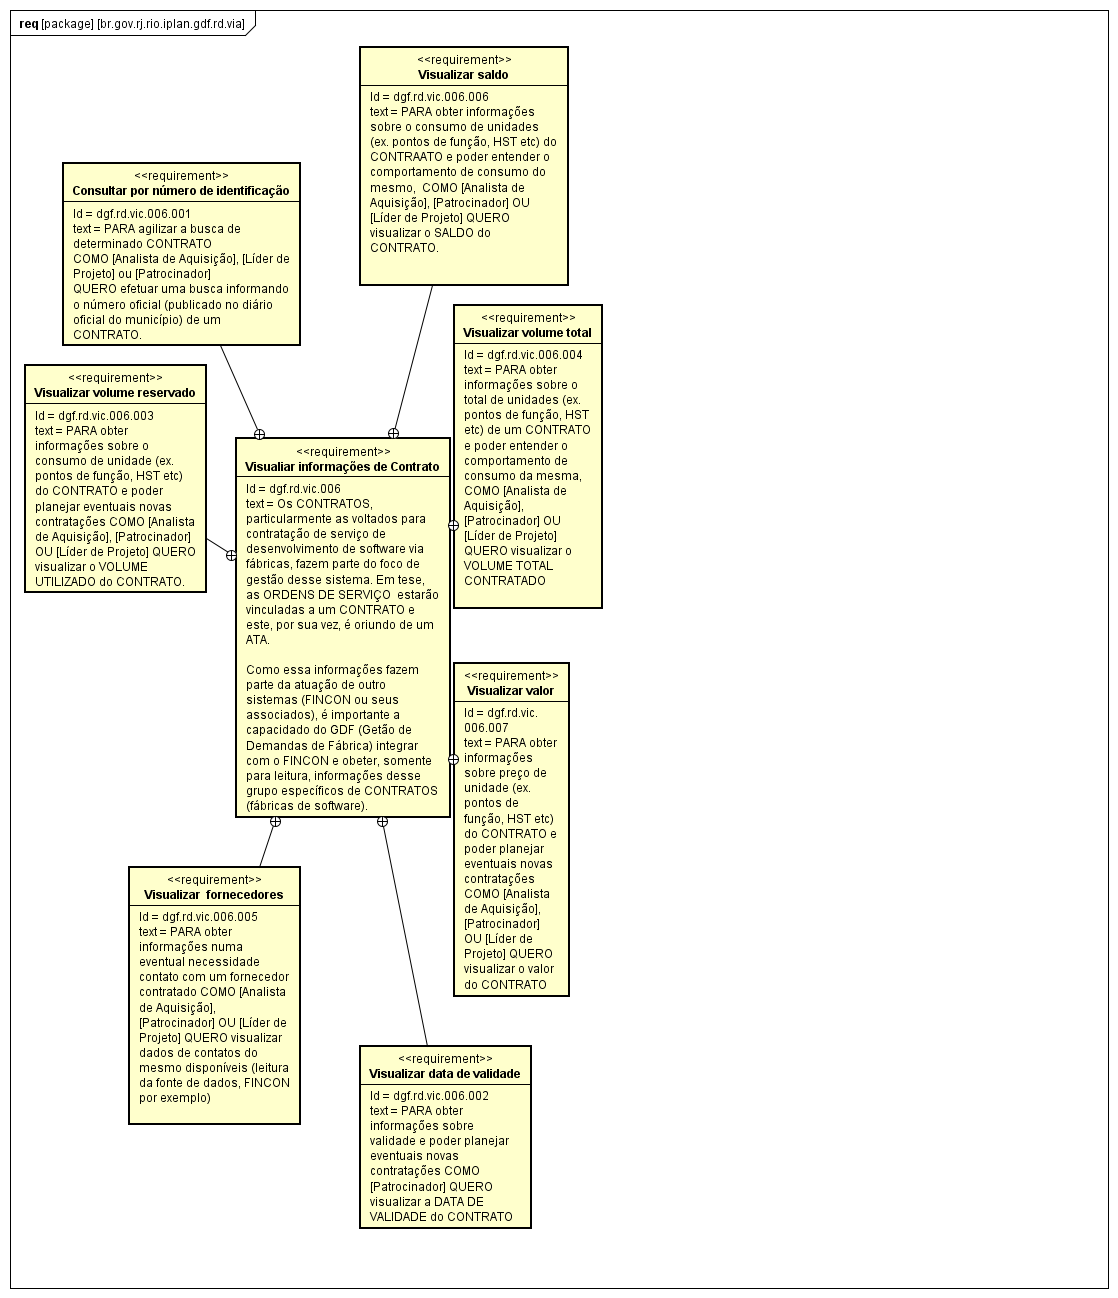 req [package] [br.gov.rj.rio.iplan.gdf.rd.via]
<<requirement>>
Visualizar saldo
Id = dgf.rd.vic.006.006
text = PARA obter informações
sobre o consumo de unidades
(ex. pontos de função, HST etc) do
CONTRAATO e poder entender o
comportamento de consumo do
mesmo,  COMO [Analista de
Aquisição], [Patrocinador] OU
[Líder de Projeto] QUERO
visualizar o SALDO do
CONTRATO.
<<requirement>>
Consultar por número de identificação
Id = dgf.rd.vic.006.001
text = PARA agilizar a busca de
determinado CONTRATO
COMO [Analista de Aquisição], [Líder de
Projeto] ou [Patrocinador]
QUERO efetuar uma busca informando
o número oficial (publicado no diário
oficial do município) de um
CONTRATO.
<<requirement>>
Visualizar volume total
Id = dgf.rd.vic.006.004
text = PARA obter
informações sobre o
total de unidades (ex.
pontos de função, HST
etc) de um CONTRATO
e poder entender o
comportamento de
consumo da mesma,
COMO [Analista de
Aquisição],
[Patrocinador] OU
[Líder de Projeto]
QUERO visualizar o
VOLUME TOTAL
CONTRATADO
<<requirement>>
Visualizar volume reservado
Id = dgf.rd.vic.006.003
text = PARA obter
informações sobre o
consumo de unidade (ex.
pontos de função, HST etc)
do CONTRATO e poder
planejar eventuais novas
contratações COMO [Analista
de Aquisição], [Patrocinador]
OU [Líder de Projeto] QUERO
visualizar o VOLUME
UTILIZADO do CONTRATO.
<<requirement>>
Visualiar informações de Contrato
Id = dgf.rd.vic.006
text = Os CONTRATOS,
particularmente as voltados para
contratação de serviço de
desenvolvimento de software via
fábricas, fazem parte do foco de
gestão desse sistema. Em tese,
as ORDENS DE SERVIÇO  estarão
vinculadas a um CONTRATO e
este, por sua vez, é oriundo de um
ATA.
Como essa informações fazem
parte da atuação de outro
sistemas (FINCON ou seus
associados), é importante a
capacidado do GDF (Getão de
Demandas de Fábrica) integrar
com o FINCON e obeter, somente
para leitura, informações desse
grupo específicos de CONTRATOS
(fábricas de software).
<<requirement>>
Visualizar valor
Id = dgf.rd.vic.
006.007
text = PARA obter
informações
sobre preço de
unidade (ex.
pontos de
função, HST etc)
do CONTRATO e
poder planejar
eventuais novas
contratações
COMO [Analista
de Aquisição],
[Patrocinador]
OU [Líder de
Projeto] QUERO
visualizar o valor
do CONTRATO
<<requirement>>
Visualizar  fornecedores
Id = dgf.rd.vic.006.005
text = PARA obter
informações numa
eventual necessidade
contato com um fornecedor
contratado COMO [Analista
de Aquisição],
[Patrocinador] OU [Líder de
Projeto] QUERO visualizar
dados de contatos do
mesmo disponíveis (leitura
da fonte de dados, FINCON
por exemplo)
<<requirement>>
Visualizar data de validade
Id = dgf.rd.vic.006.002
text = PARA obter
informações sobre
validade e poder planejar
eventuais novas
contratações COMO
[Patrocinador] QUERO
visualizar a DATA DE
VALIDADE do CONTRATO